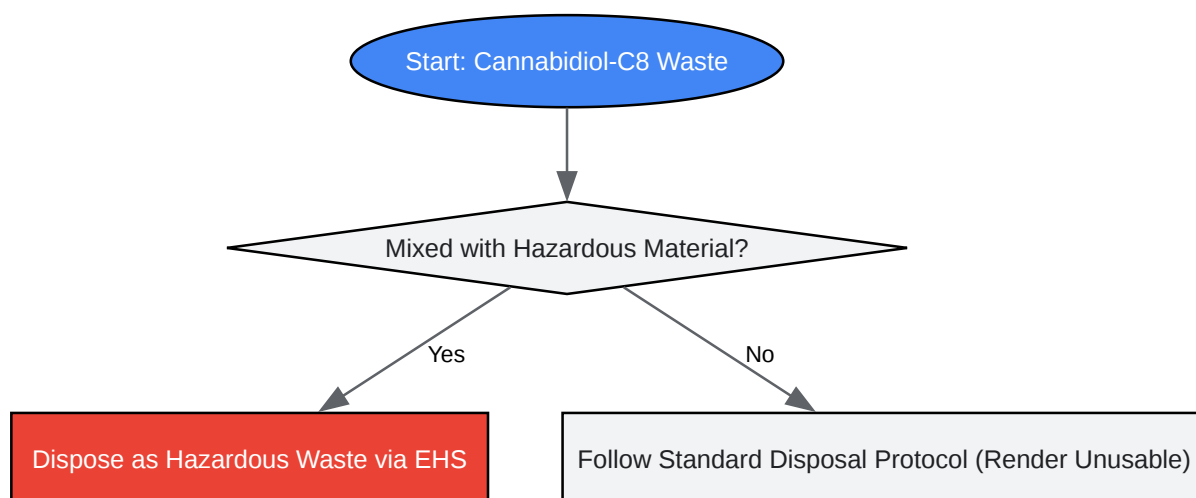 Start: Cannabidiol-C8 Waste
Mixed with Hazardous Material?
Yes
No
Dispose as Hazardous Waste via EHS
Follow Standard Disposal Protocol (Render Unusable)